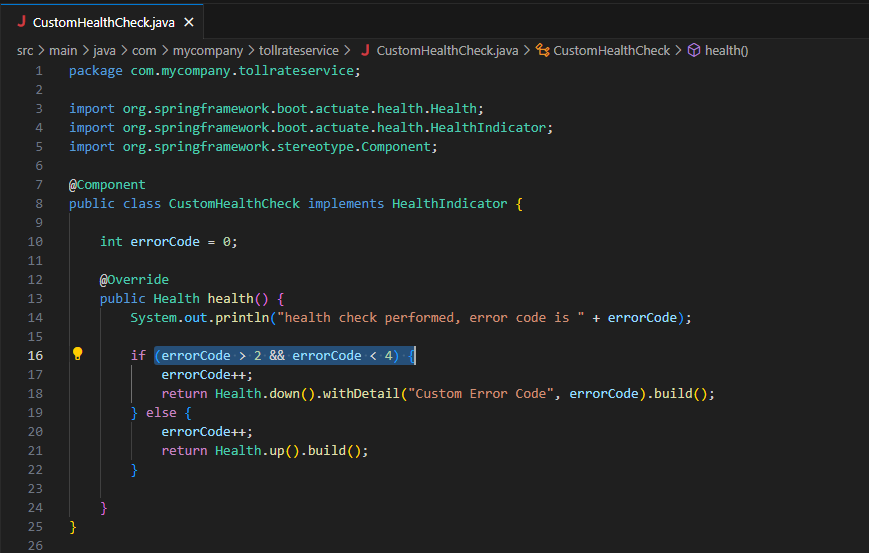 CustomHealthCheck.java
src > main > java > com > mycompany > tollrateservice > CustomHealthCheck.java > CustomHealthCheck > health()
1 package com.mycompany.tollrateservice;
2
3 import org.springframework.boot.actuate.health.Health;
4 import org.springframework.boot.actuate.health.HealthIndicator;
5 import org.springframework.stereotype.Component;
6
7 @Component
8 public class CustomHealthCheck implements HealthIndicator {
9
10     int errorCode = 0;
11
12     @Override
13     public Health health() {
14         System.out.println("health check performed, error code is " + errorCode);
15
16         if (errorCode > 2 && errorCode < 4) {
17             errorCode++;
18             return Health.down().withDetail("Custom Error Code", errorCode).build();
19         } else {
20             errorCode++;
21             return Health.up().build();
22         }
23
24     }
25 }
26